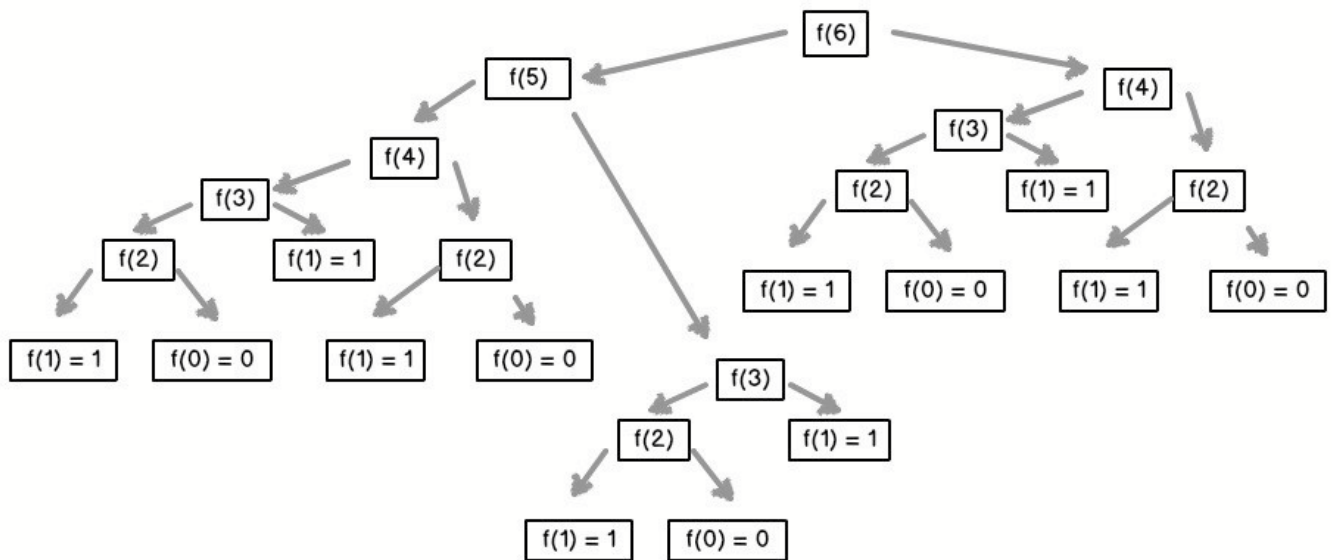 f(6)
f(5)
f(4)
f(4)
f(3)
f(3)
f(2)
f(1) = 1
f(2)
f(2)
f(1) = 1
f(2)
f(1) = 1
f(0) = 0
f(1) = 1
f(0) = 0
f(1) = 1
f(0) = 0
f(1) = 1
f(0) = 0
f(3)
f(2)
f(1) = 1
f(1) = 1
f(0) = 0